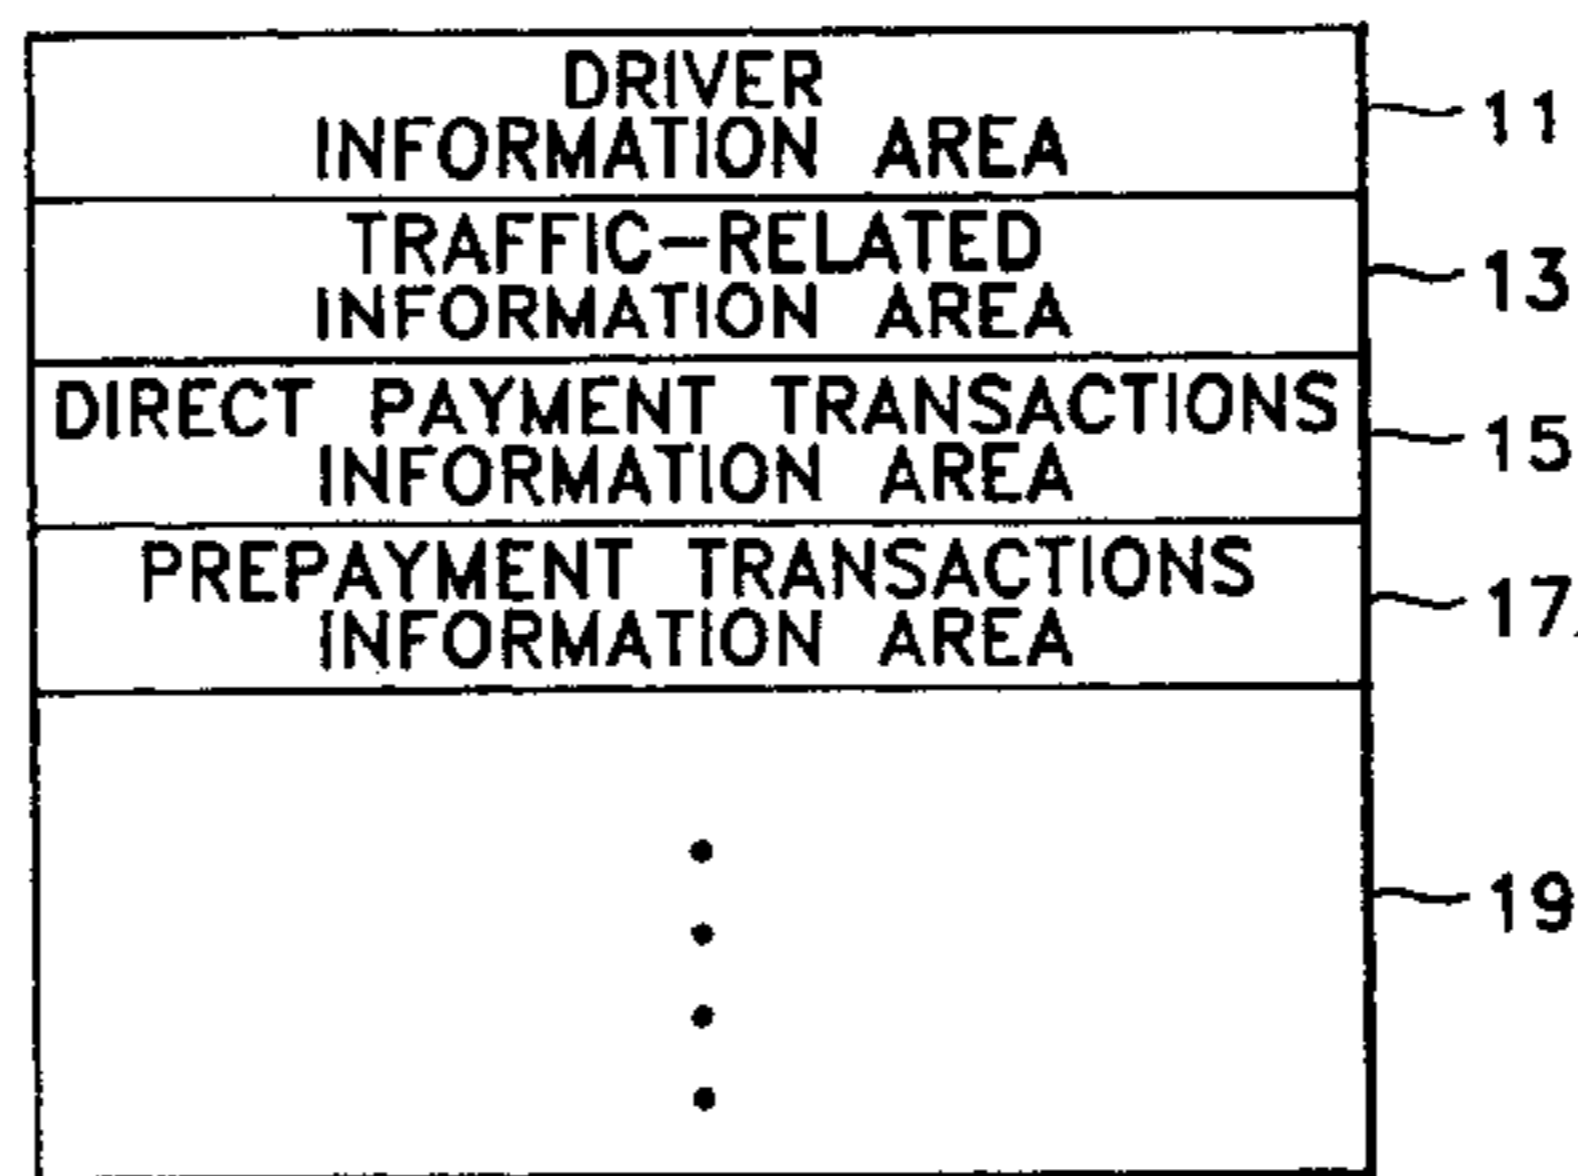 DRIVER
INFORMATION AREA
11
TRAFFIC-RELATED
INFORMATION AREA
13
DIRECT PAYMENT TRANSACTIONS
INFORMATION AREA
15
PREPAYMENT TRANSACTIONS
INFORMATION AREA
17
19